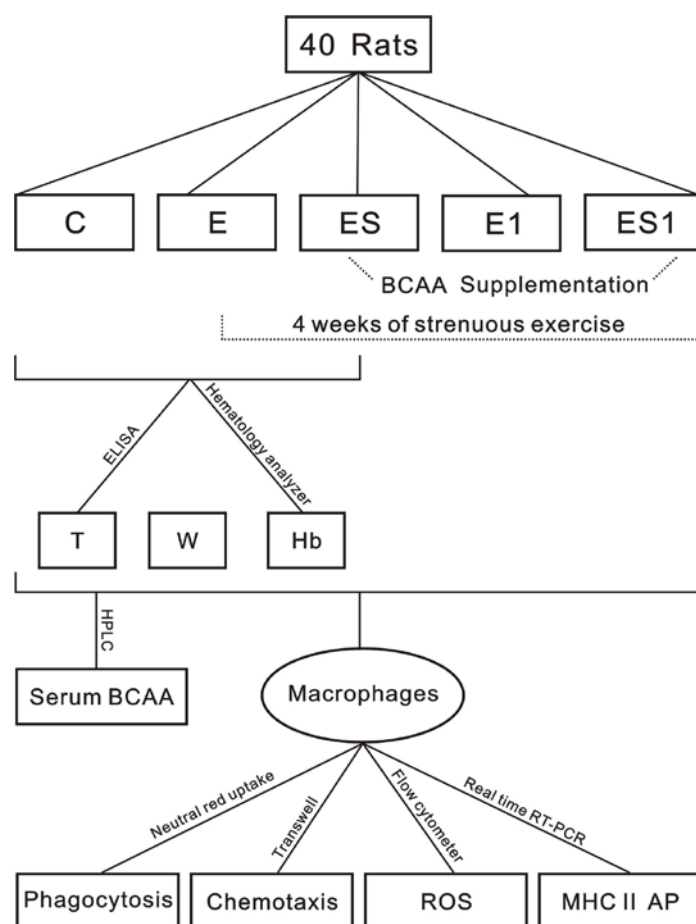 40 Rats
C
E
ES
E1
ES1
BCAA Supplementation
4 weeks of strenuous exercise
ELISA
Hematology analyzer
T
W
Hb
HPLC
Serum BCAA
Macrophages
Neutral red uptake
Transwell
Flow cytometer
Real time RT-PCR
Phagocytosis
Chemotaxis
ROS
MHC II AP